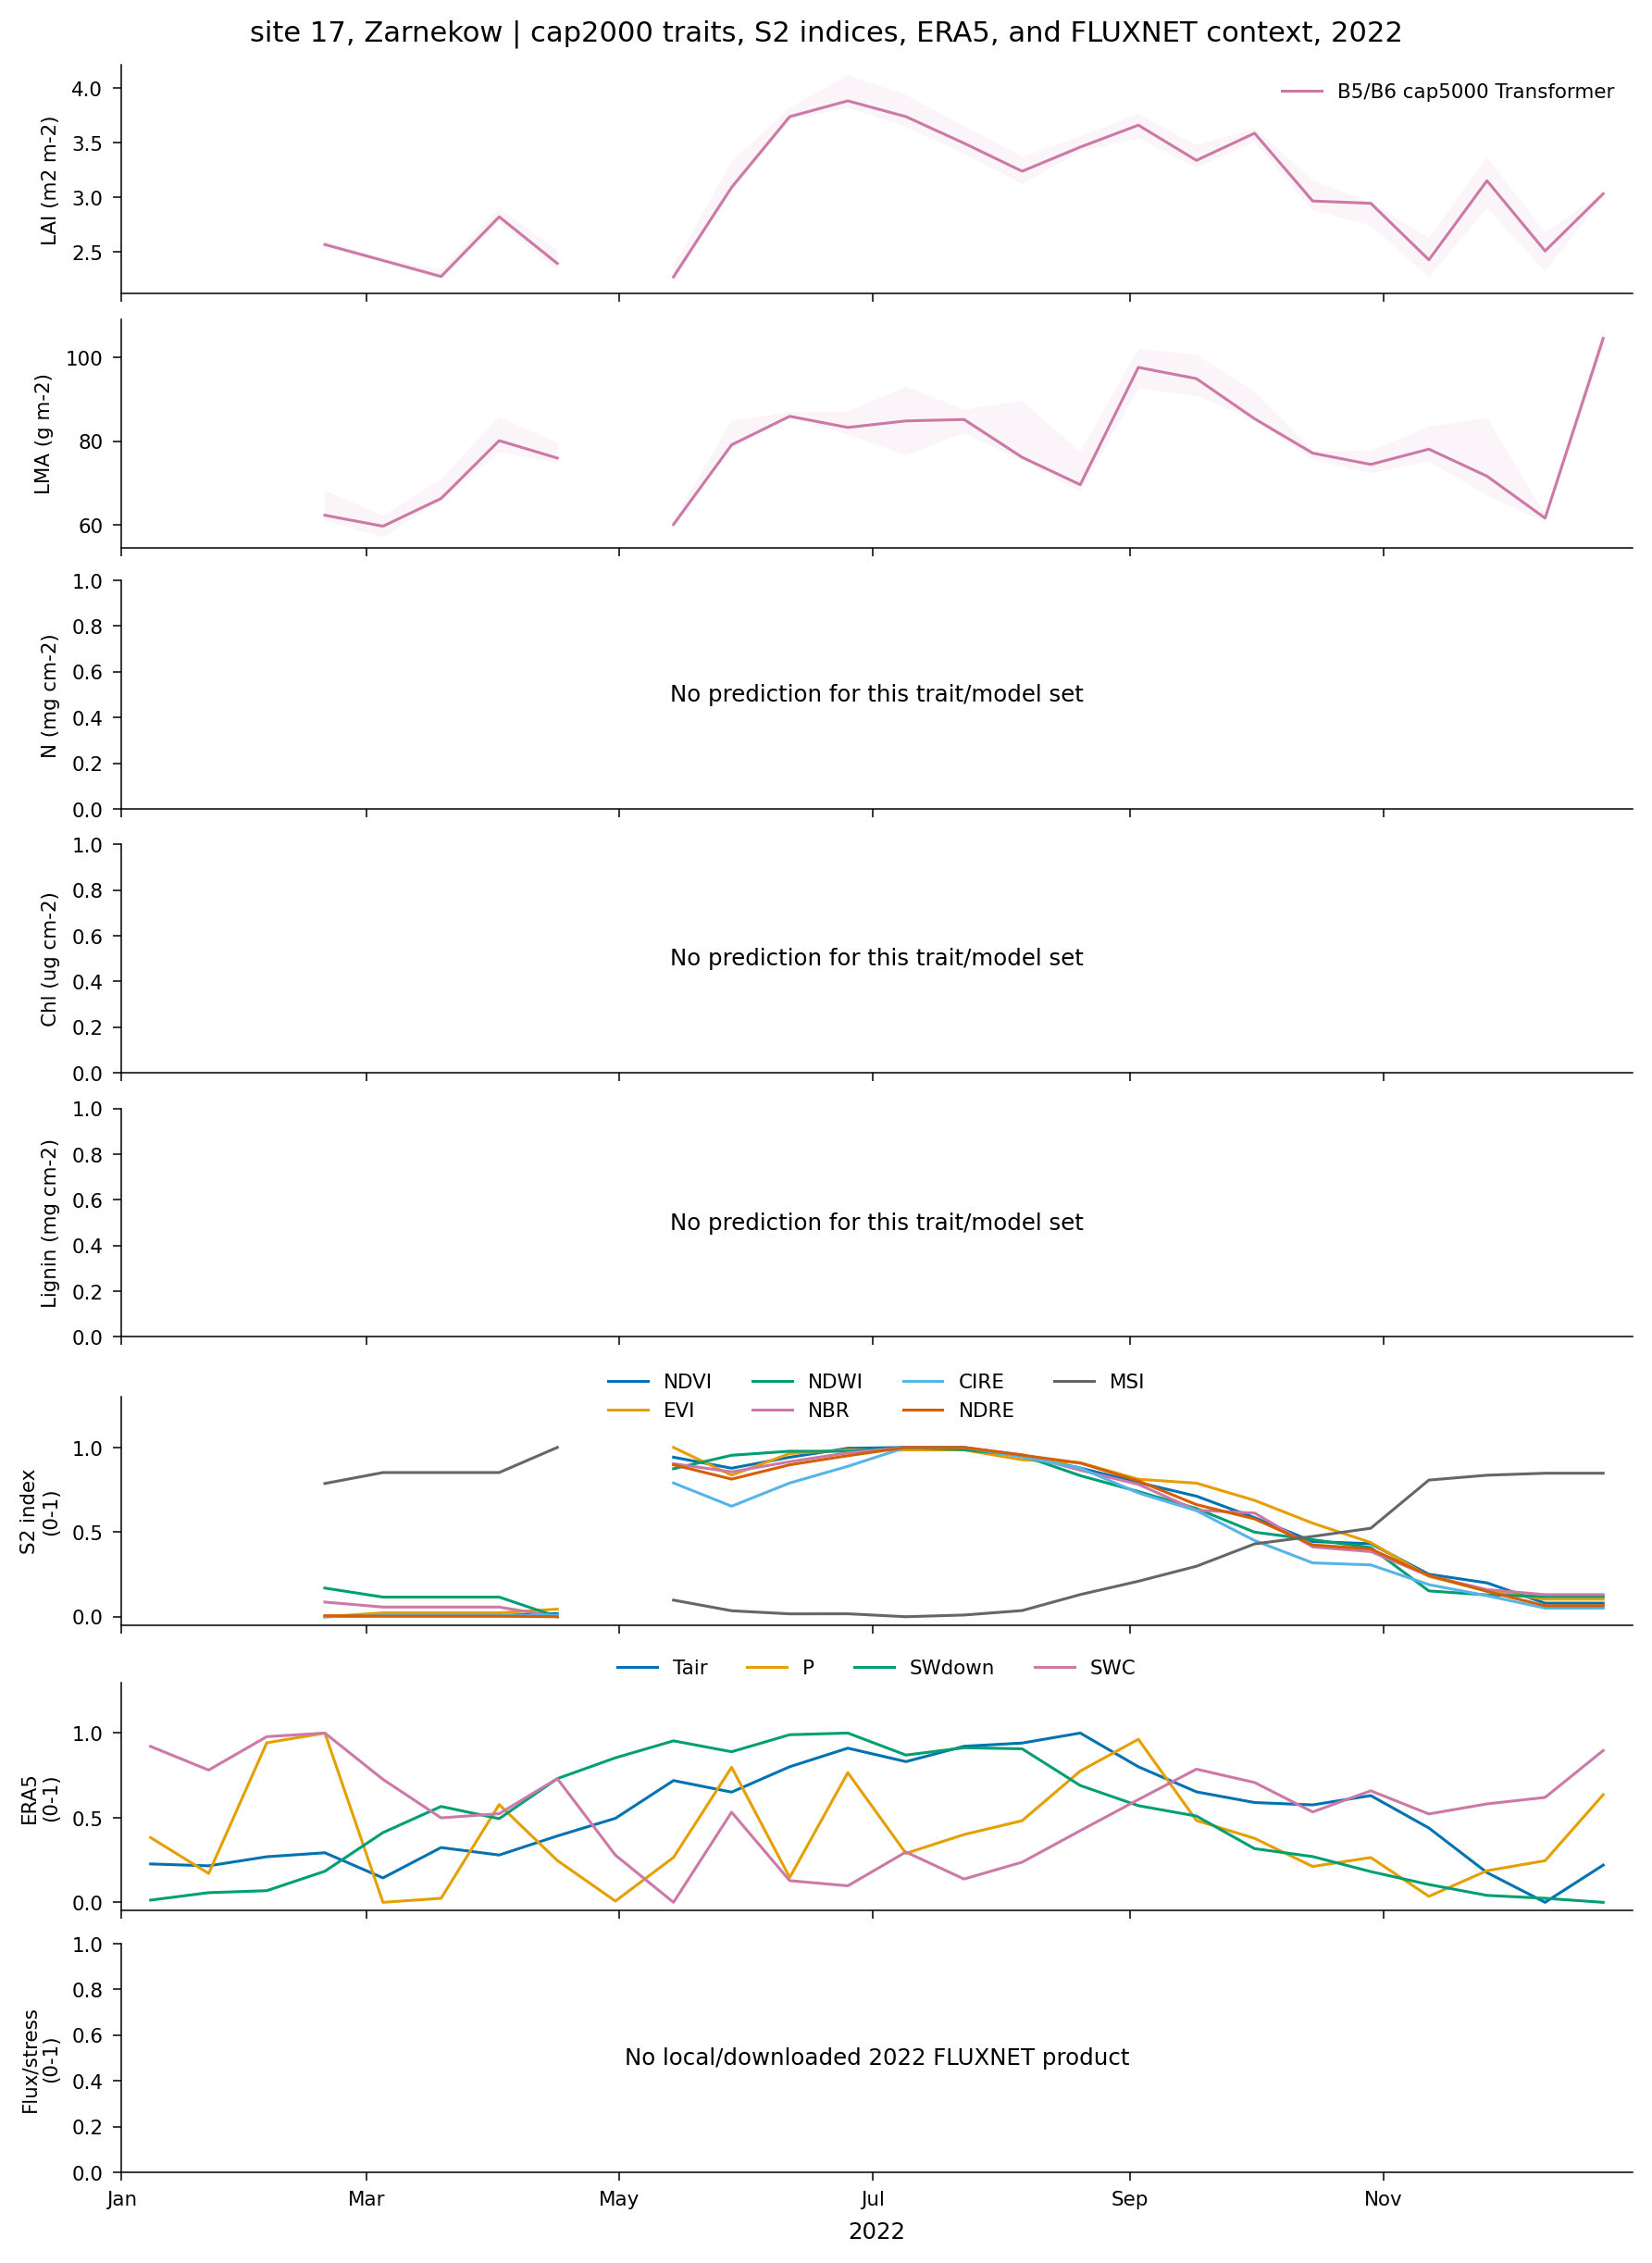 site 17, Zarnekow | cap2000 traits, S2 indices, ERA5, and FLUXNET context, 2022
B5/B6 cap5000 Transformer
LAI (m2 m-2)
4.0
3.5
3.0
2.5
LMA (g m-2)
100
80
60
N (mg cm-2)
1.0
0.8
0.6
0.4
0.2
0.0
No prediction for this trait/model set
Chl (ug cm-2)
1.0
0.8
0.6
0.4
0.2
0.0
No prediction for this trait/model set
Lignin (mg cm-2)
1.0
0.8
0.6
0.4
0.2
0.0
No prediction for this trait/model set
NDVI NDWI CIRE MSI
EVI NBR NDRE
S2 index
(0-1)
1.0
0.5
0.0
Tair P SWdown SWC
ERA5
(0-1)
1.0
0.5
0.0
Flux/stress
(0-1)
1.0
0.8
0.6
0.4
0.2
0.0
No local/downloaded 2022 FLUXNET product
Jan Mar May Jul Sep Nov
2022